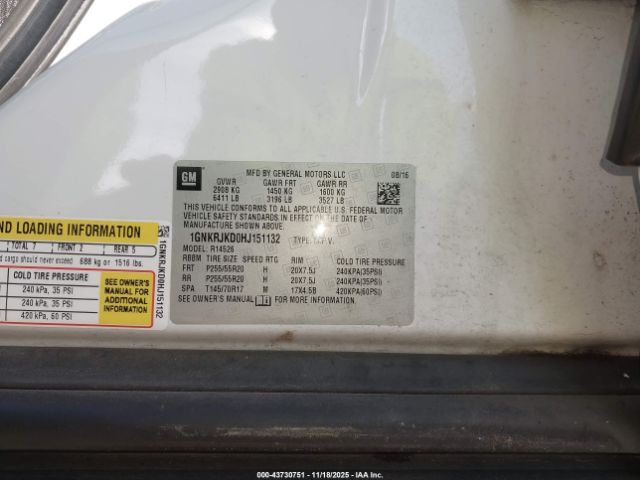 GM
MFD BY GENERAL MOTORS LLC
08/16
GVWR GAWR FRT GAWR RR
2908 KG 1450 KG 1600 KG
6411 LB 3196 LB 3527 LB
THIS VEHICLE CONFORMS TO ALL APPLICABLE U.S. FEDERAL MOTOR
VEHICLE SAFETY STANDARDS IN EFFECT ON THE DATE OF
MANUFACTURE SHOWN ABOVE.
1GNKRJKD0HJ151132 TYPE: M.P.V.
MODEL: R14526
RBBM TIRE SIZE SPEED RTG RIM COLD TIRE PRESSURE
FRT P255/55R20 H 20X7.5J 240KPA(35PSI)
RR P255/55R20 H 20X7.5J 240KPA(35PSI)
SPA T145/70R17 M 17X4.5B 420KPA(60PSI)
SEE OWNER'S MANUAL FOR MORE INFORMATION.
ND LOADING INFORMATION
TOTAL 7 FRONT 2 REAR 5
d cargo should never exceed 688 kg or 1516 lbs.
COLD TIRE PRESSURE
240 kPa, 35 PSI
240 kPa, 35 PSI
420 kPa, 60 PSI
SEE OWNER'S
MANUAL FOR
ADDITIONAL
INFORMATION
1GNKRJKD0HJ151132
000-43730751 | 11/18/2025 | IAA Inc.